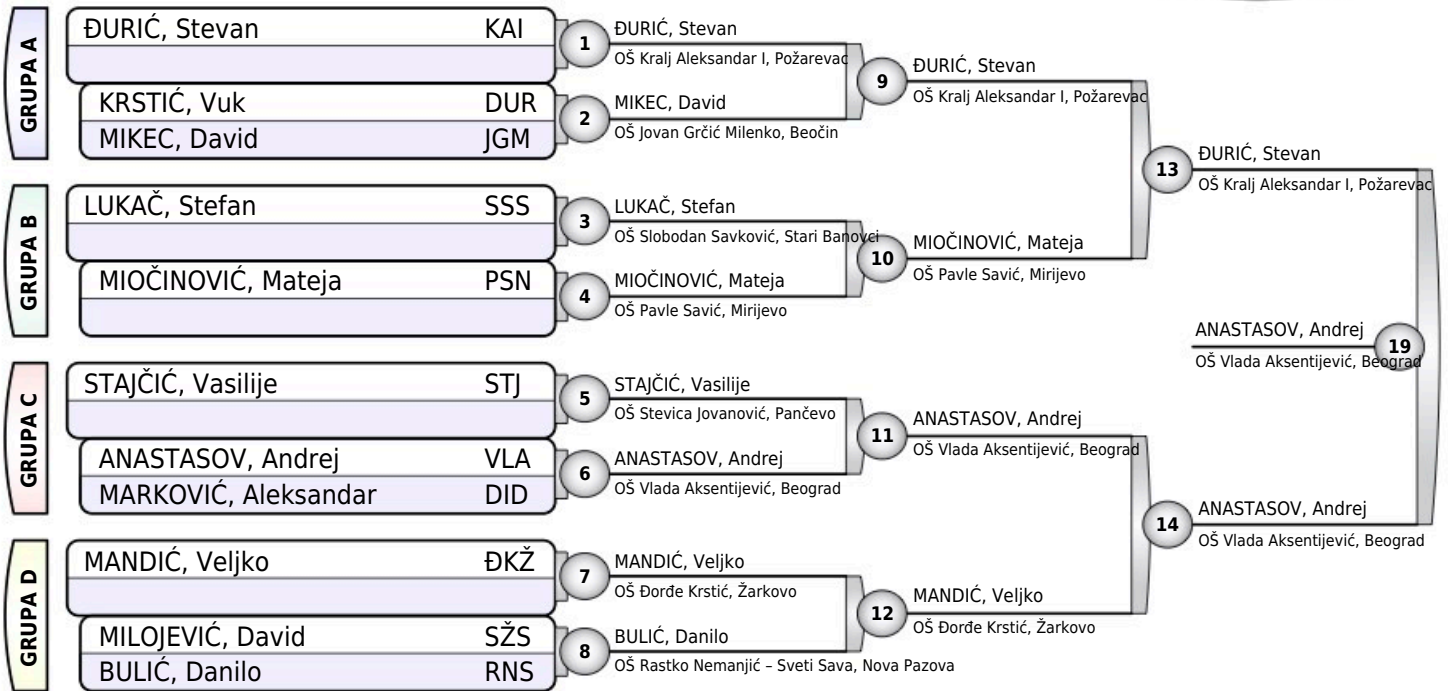 GRUPA A
ĐURIĆ, Stevan KAI
KRSTIĆ, Vuk DUR
MIKEC, David JGM
1
ĐURIĆ, Stevan
OŠ Kralj Aleksandar I, Požarevac
2
MIKEC, David
OŠ Jovan Grčić Milenko, Beočin
9
ĐURIĆ, Stevan
OŠ Kralj Aleksandar I, Požarevac
GRUPA B
LUKAČ, Stefan SSS
MIOČINOVIĆ, Mateja PSN
3
LUKAČ, Stefan
OŠ Slobodan Savković, Stari Banovci
4
MIOČINOVIĆ, Mateja
OŠ Pavle Savić, Mirijevo
10
MIOČINOVIĆ, Mateja
OŠ Pavle Savić, Mirijevo
13
ĐURIĆ, Stevan
OŠ Kralj Aleksandar I, Požarevac
GRUPA C
STAJČIĆ, Vasilije STJ
ANASTASOV, Andrej VLA
MARKOVIĆ, Aleksandar DID
5
STAJČIĆ, Vasilije
OŠ Stevica Jovanović, Pančevo
6
ANASTASOV, Andrej
OŠ Vlada Aksentijević, Beograd
11
ANASTASOV, Andrej
OŠ Vlada Aksentijević, Beograd
GRUPA D
MANDIĆ, Veljko ĐKŽ
MILOJEVIĆ, David SŽS
BULIĆ, Danilo RNS
7
MANDIĆ, Veljko
OŠ Đorđe Krstić, Žarkovo
8
BULIĆ, Danilo
OŠ Rastko Nemanjić – Sveti Sava, Nova Pazova
12
MANDIĆ, Veljko
OŠ Đorđe Krstić, Žarkovo
14
ANASTASOV, Andrej
OŠ Vlada Aksentijević, Beograd
ANASTASOV, Andrej
19
OŠ Vlada Aksentijević, Beograd